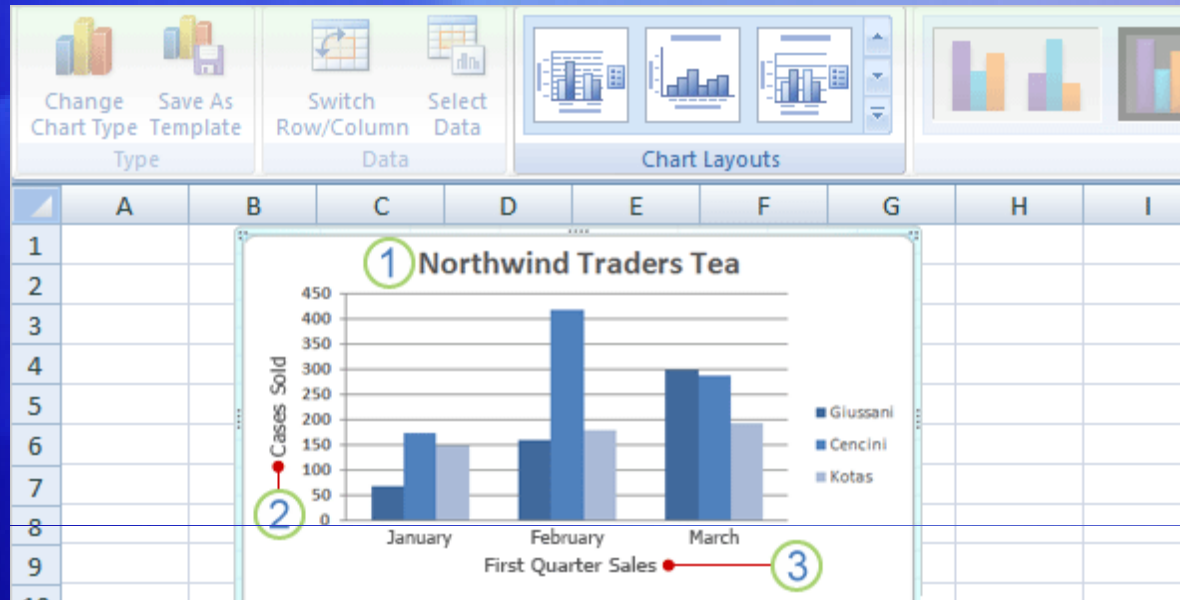 Change Chart Type
Save As Template
Switch Row/Column
Select Data
Type
Data
Chart Layouts
A B C D E F G H I
1
2
3
4
5
6
7
8
9
1 Northwind Traders Tea
450
400
350
300
250
200
150
100
50
0
Cases Sold
2
Giussani
Cencini
Kotas
January February March
First Quarter Sales 3